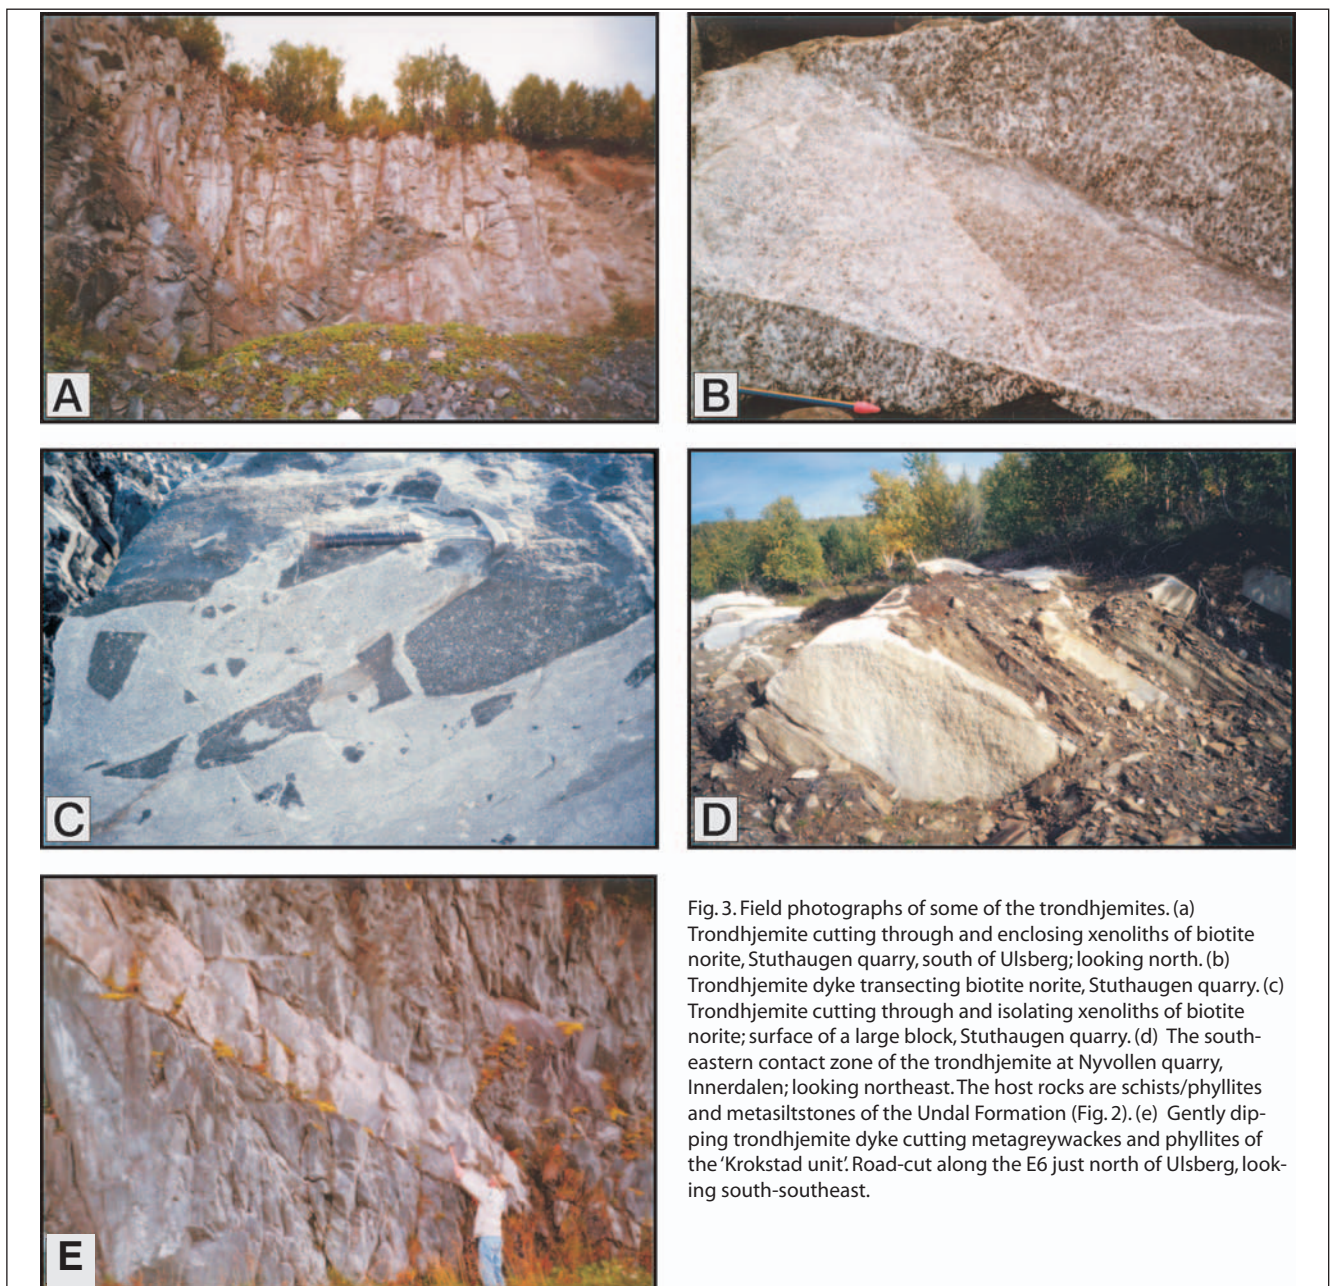 A
B
C
D
E
Fig. 3. Field photographs of some of the trondhjemites. (a)
Trondhjemite cutting through and enclosing xenoliths of biotite
norite, Stuthaugen quarry, south of Ulsberg; looking north. (b)
Trondhjemite dyke transecting biotite norite, Stuthaugen quarry. (c)
Trondhjemite cutting through and isolating xenoliths of biotite
norite; surface of a large block, Stuthaugen quarry. (d) The south-
eastern contact zone of the trondhjemite at Nyvollen quarry,
Innerdalen; looking northeast. The host rocks are schists/phyllites
and metasiltstones of the Undal Formation (Fig. 2). (e) Gently dip-
ping trondhjemite dyke cutting metagreywackes and phyllites of
the ‘Krokstad unit’. Road-cut along the E6 just north of Ulsberg, look-
ing south-southeast.